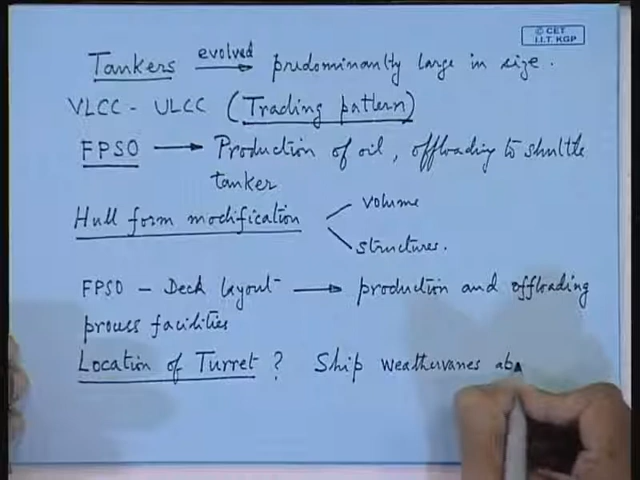 © CET
I.I.T. KGP
Tankers evolved → predominantly large in size.
VLCC - ULCC (Trading pattern)
FPSO → Production of oil, offloading to shuttle
tanker
Hull form modification volume
structures.
FPSO - Deck layout → production and offloading
process facilities
Location of Turret ? Ship weathervanes ab